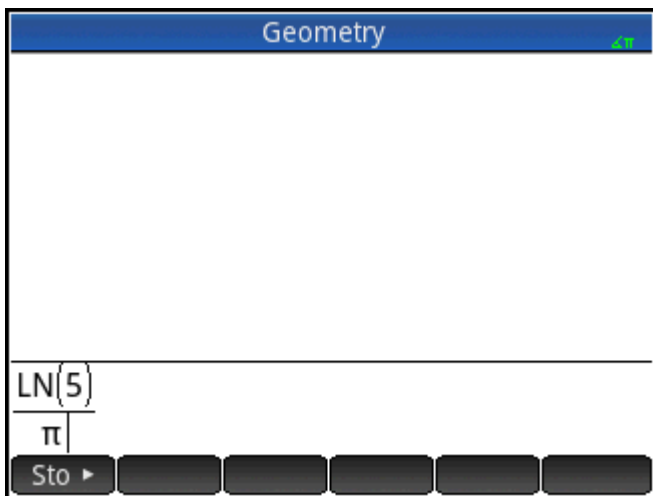 Geometry
∡π
LN(5)
π
Sto ►